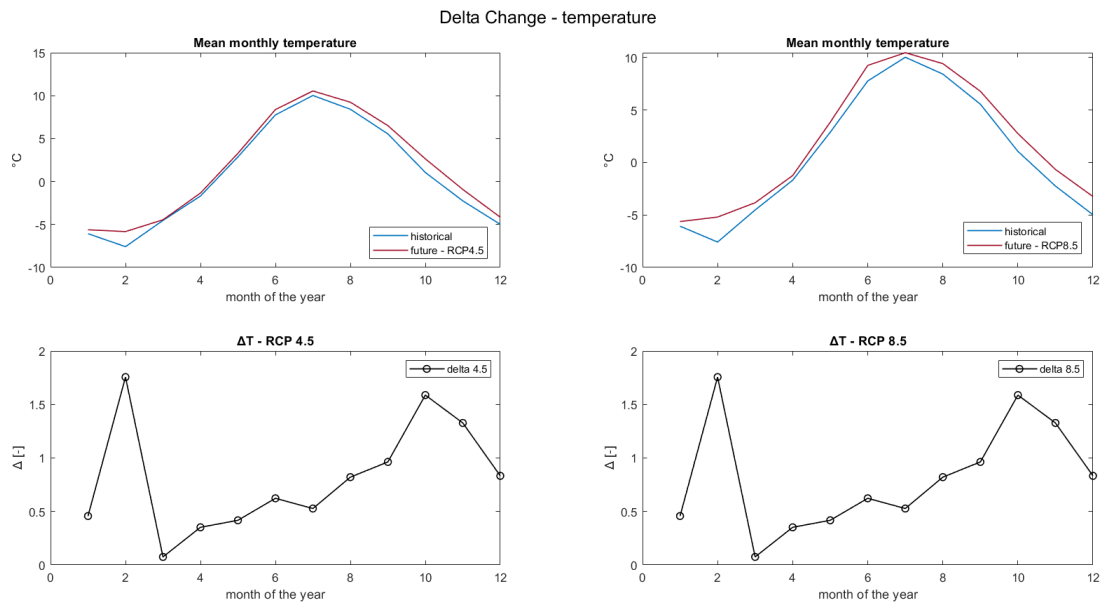 Delta Change - temperature
Mean monthly temperature
15
10
5
0
-5
-10
°C
0 2 4 6 8 10 12
month of the year
historical
future - RCP4.5
Mean monthly temperature
10
5
0
-5
-10
°C
0 2 4 6 8 10 12
month of the year
historical
future - RCP8.5
ΔT - RCP 4.5
2
1.5
1
0.5
0
Δ [-]
0 2 4 6 8 10 12
month of the year
delta 4.5
ΔT - RCP 8.5
2
1.5
1
0.5
0
Δ [-]
0 2 4 6 8 10 12
month of the year
delta 8.5